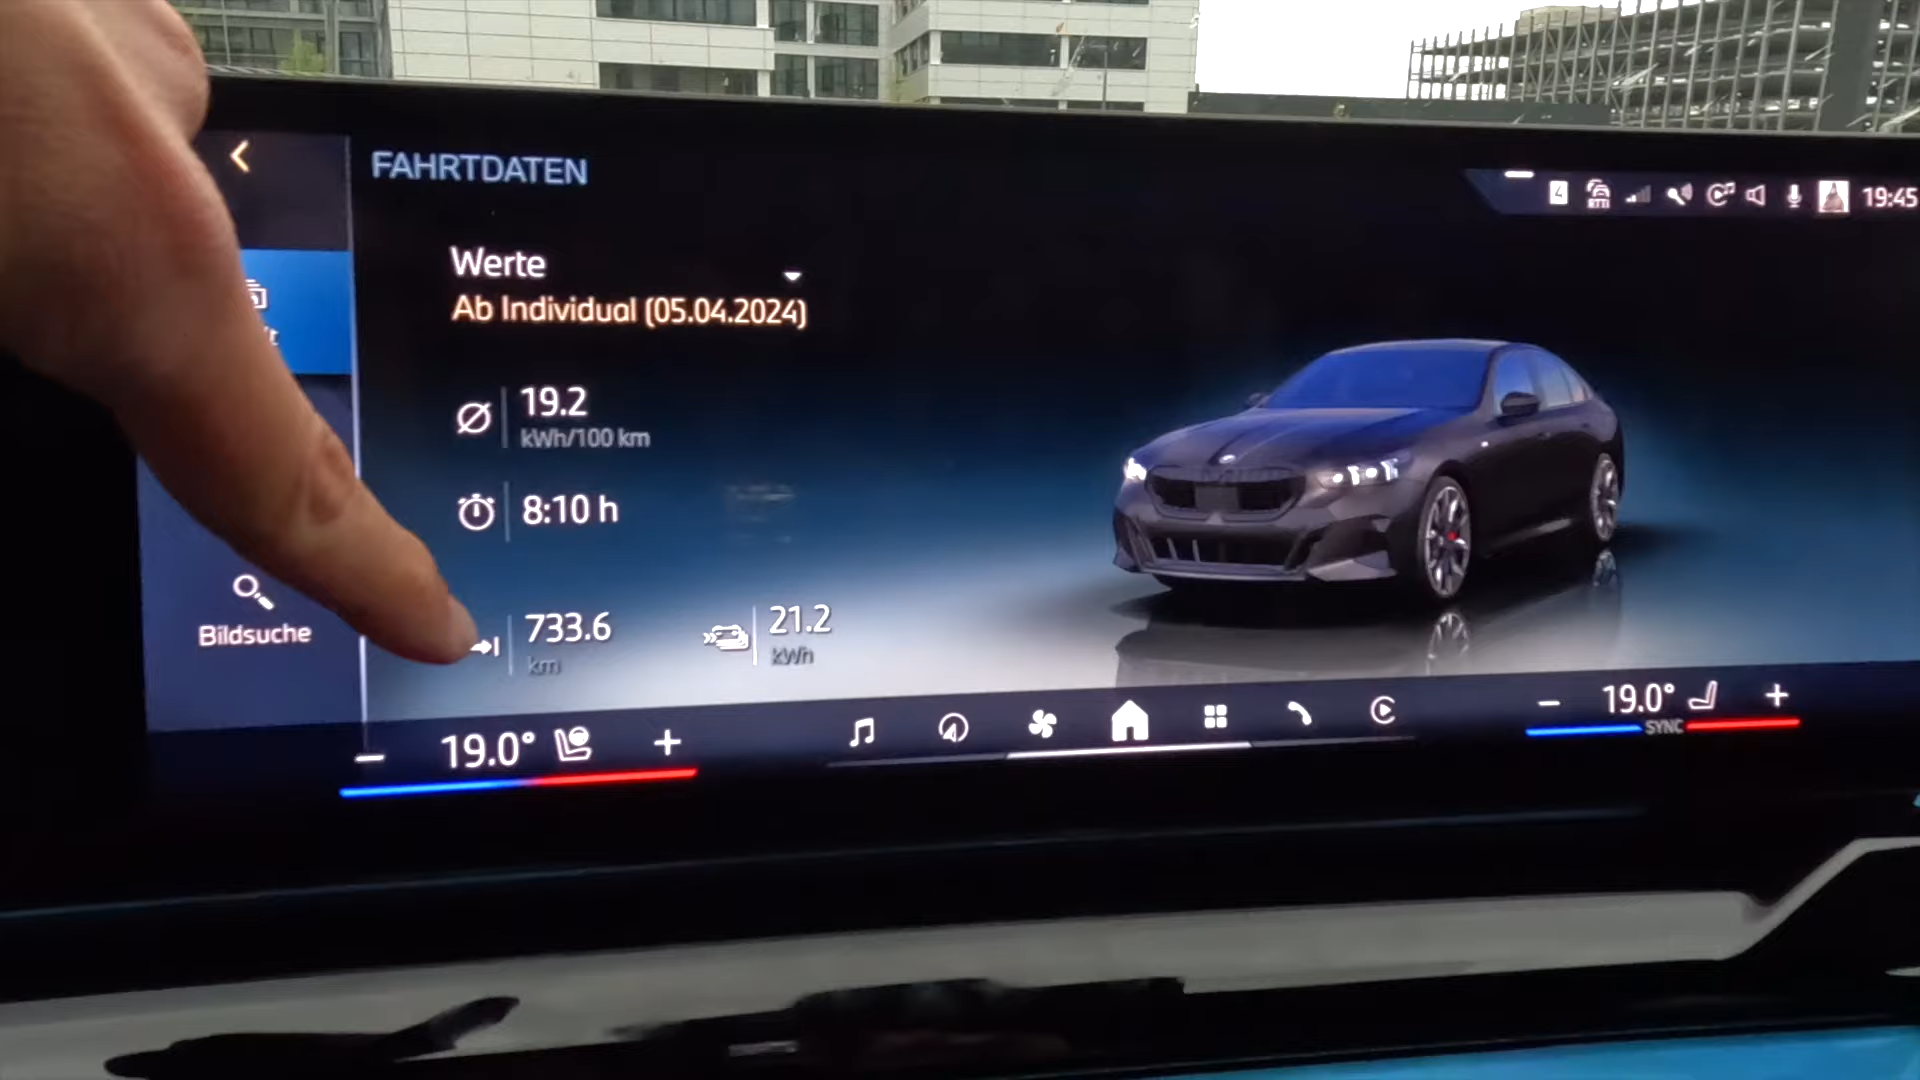 FAHRTDATEN
4
19:45
Werte
Ab Individual (05.04.2024)
19.2
kWh/100 km
8:10 h
733.6
km
21.2
kWh
Bildsuche
19.0°
19.0°
SYNC